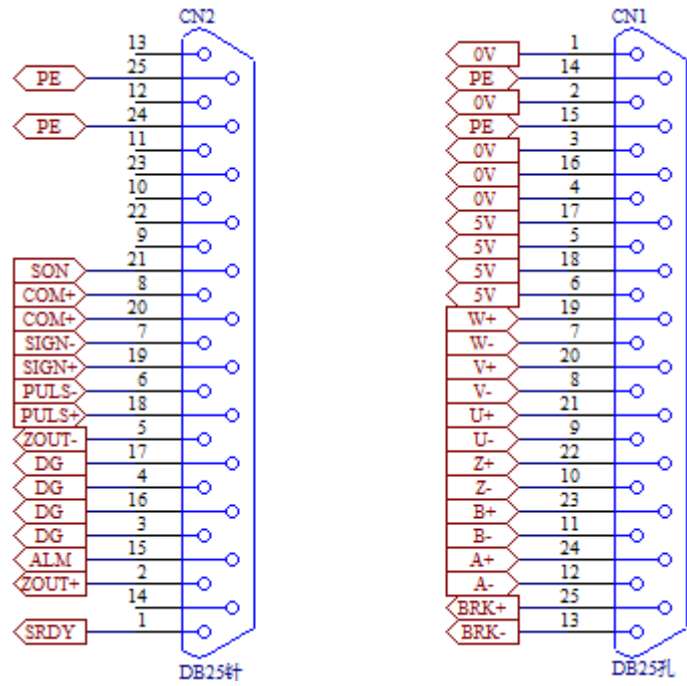 CN2
13
PE 25
12
PE 24
11
23
10
22
9
SON 21
COM+ 8
COM+ 20
SIGN- 7
SIGN+ 19
PULS- 6
PULS+ 18
ZOUT- 5
DG 17
DG 4
DG 16
DG 3
ALM 15
ZOUT+ 2
14
SRDY 1
DB25针
CN1
0V 1
PE 14
0V 2
PE 15
0V 3
0V 16
0V 4
5V 17
5V 5
5V 18
5V 6
W+ 19
W- 7
V+ 20
V- 8
U+ 21
U- 9
Z+ 22
Z- 10
B+ 23
B- 11
A+ 24
A- 12
BRK+ 25
BRK- 13
DB25孔